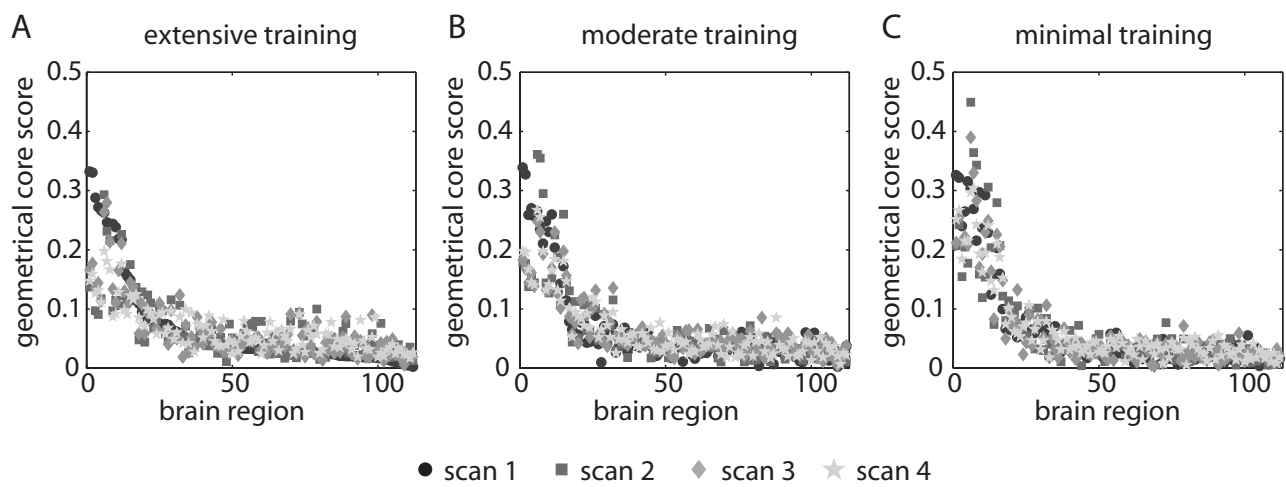 A
extensive training
geometrical core score
0.5
0.4
0.3
0.2
0.1
0
0
50
100
brain region
B
moderate training
geometrical core score
0.5
0.4
0.3
0.2
0.1
0
0
50
100
brain region
C
minimal training
geometrical core score
0.5
0.4
0.3
0.2
0.1
0
0
50
100
brain region
scan 1 scan 2 scan 3 scan 4